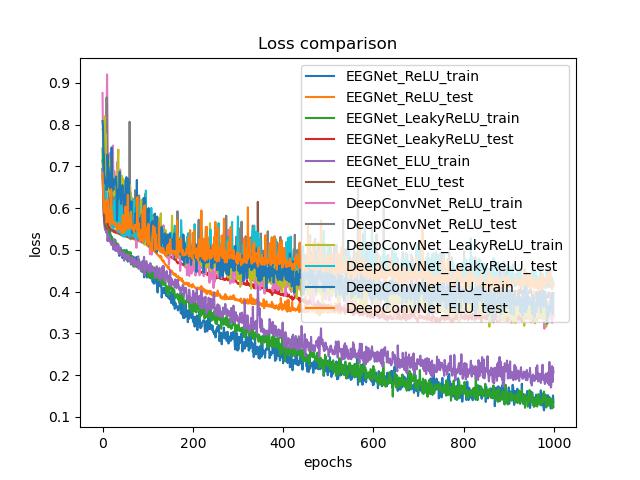 Loss comparison
0.9
0.8
0.7
0.6
0.5
0.4
0.3
0.2
0.1
loss
EEGNet_ReLU_train
EEGNet_ReLU_test
EEGNet_LeakyReLU_train
EEGNet_LeakyReLU_test
EEGNet_ELU_train
EEGNet_ELU_test
DeepConvNet_ReLU_train
DeepConvNet_ReLU_test
DeepConvNet_LeakyReLU_train
DeepConvNet_LeakyReLU_test
DeepConvNet_ELU_train
DeepConvNet_ELU_test
0 200 400 600 800 1000
epochs